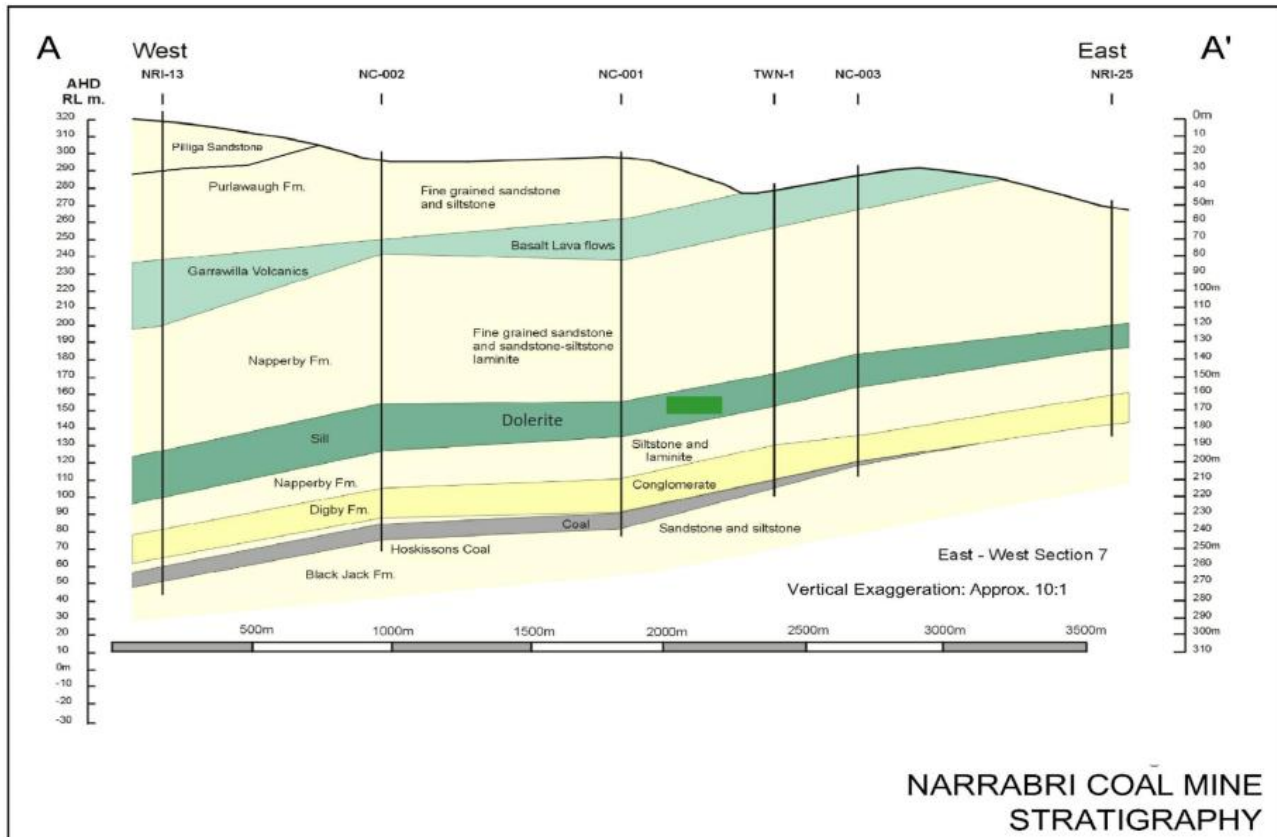 A
West
East
A'
NRI-13
NC-002
NC-001
TWN-1
NC-003
NRI-25
AHD
RL m.
320
310
300
290
280
270
260
250
240
230
220
210
200
190
180
170
160
150
140
130
120
110
100
90
80
70
60
50
40
30
20
10
0m
-10
-20
-30
0m
10
20
30
40
50m
60
70
80
90
100m
110
120
130
140
150m
160
170
180
190
200m
210
220
230
240
250m
260
270
280
290
300m
310
Pilliga Sandstone
Purlawaugh Fm.
Fine grained sandstone
and siltstone
Basalt Lava flows
Garrawilla Volcanics
Fine grained sandstone
and sandstone-siltstone
laminite
Napperby Fm.
Dolerite
Sill
Siltstone and
laminite
Napperby Fm.
Conglomerate
Digby Fm.
Coal
Sandstone and siltstone
Hoskissons Coal
Black Jack Fm.
East - West Section 7
Vertical Exaggeration: Approx. 10:1
500m
1000m
1500m
2000m
2500m
3000m
3500m
NARRABRI COAL MINE
STRATIGRAPHY